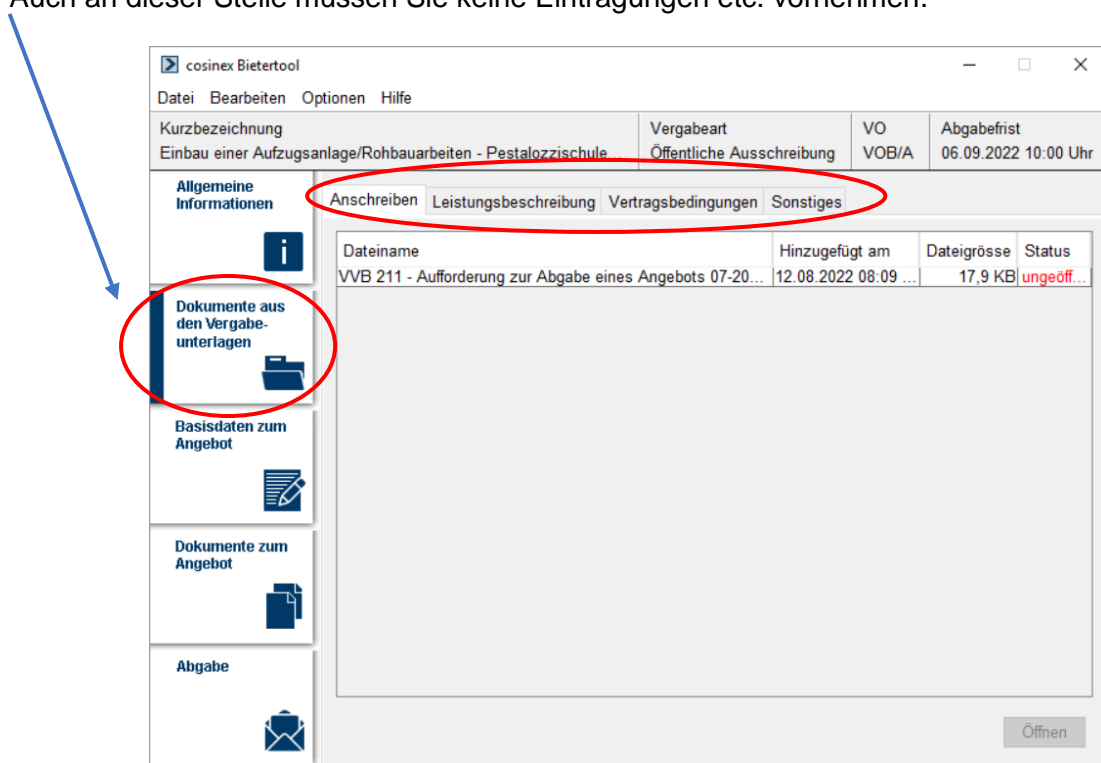 Auch an dieser Stelle müssen Sie keine Eintragungen etc. vornehmen.
cosinex Bietertool
Datei Bearbeiten Optionen Hilfe
Kurzbezeichnung Vergabeart VO Abgabefrist
Einbau einer Aufzugsanlage/Rohbauarbeiten - Pestalozzischule... Öffentliche Ausschreibung VOB/A 06.09.2022 10:00 Uhr
Allgemeine
Informationen
Anschreiben Leistungsbeschreibung Vertragsbedingungen Sonstiges
Dateiname Hinzugefügt am Dateigrösse Status
VVB 211 - Aufforderung zur Abgabe eines Angebots 07-20... 12.08.2022 08:09 ... 17,9 KB ungeöff...
Dokumente aus
den Vergabe-
unterlagen
Basisdaten zum
Angebot
Dokumente zum
Angebot
Abgabe
Öffnen